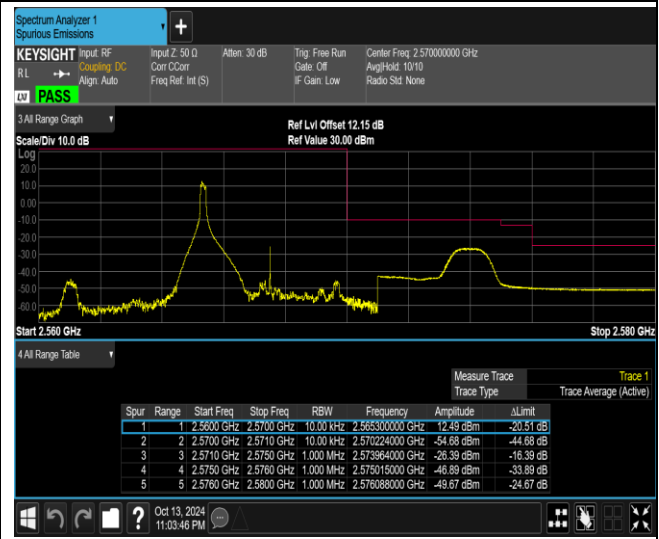 Spectrum Analyzer 1
Spurious Emissions
+
KEYSIGHT Input: RF Input Z: 50 Ω Atten: 30 dB Trig: Free Run Center Freq: 2.570000000 GHz
R L Coupling: DC Corr CCorr Gate: Off Avg|Hold: 10/10
Align: Auto Freq Ref: Int (S) IF Gain: Low Radio Std: None
LXI PASS
3 All Range Graph
Ref Lvl Offset 12.15 dB
Scale/Div 10.0 dB Ref Value 30.00 dBm
Log
20.0
10.0
0.00
-10.0
-20.0
-30.0
-40.0
-50.0
-60.0
Start 2.560 GHz Stop 2.580 GHz
4 All Range Table
Measure Trace Trace 1
Trace Type Trace Average (Active)
Spur Range Start Freq Stop Freq RBW Frequency Amplitude ΔLimit
1 1 2.5600 GHz 2.5700 GHz 10.00 kHz 2.565300000 GHz 12.49 dBm -20.51 dB
2 2 2.5700 GHz 2.5710 GHz 10.00 kHz 2.570224000 GHz -54.68 dBm -44.68 dB
3 3 2.5710 GHz 2.5750 GHz 1.000 MHz 2.573964000 GHz -26.39 dBm -16.39 dB
4 4 2.5750 GHz 2.5760 GHz 1.000 MHz 2.575015000 GHz -46.89 dBm -33.89 dB
5 5 2.5760 GHz 2.5800 GHz 1.000 MHz 2.576088000 GHz -49.67 dBm -24.67 dB
? Oct 13, 2024
11:03:46 PM